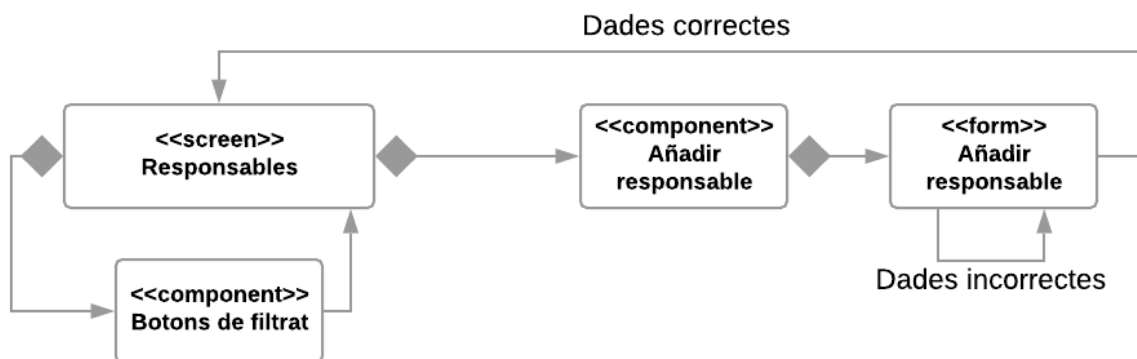 Dades correctes
<<screen>>
Responsables
<<component>>
Añadir
responsable
<<form>>
Añadir
responsable
Dades incorrectes
<<component>>
Botons de filtrat